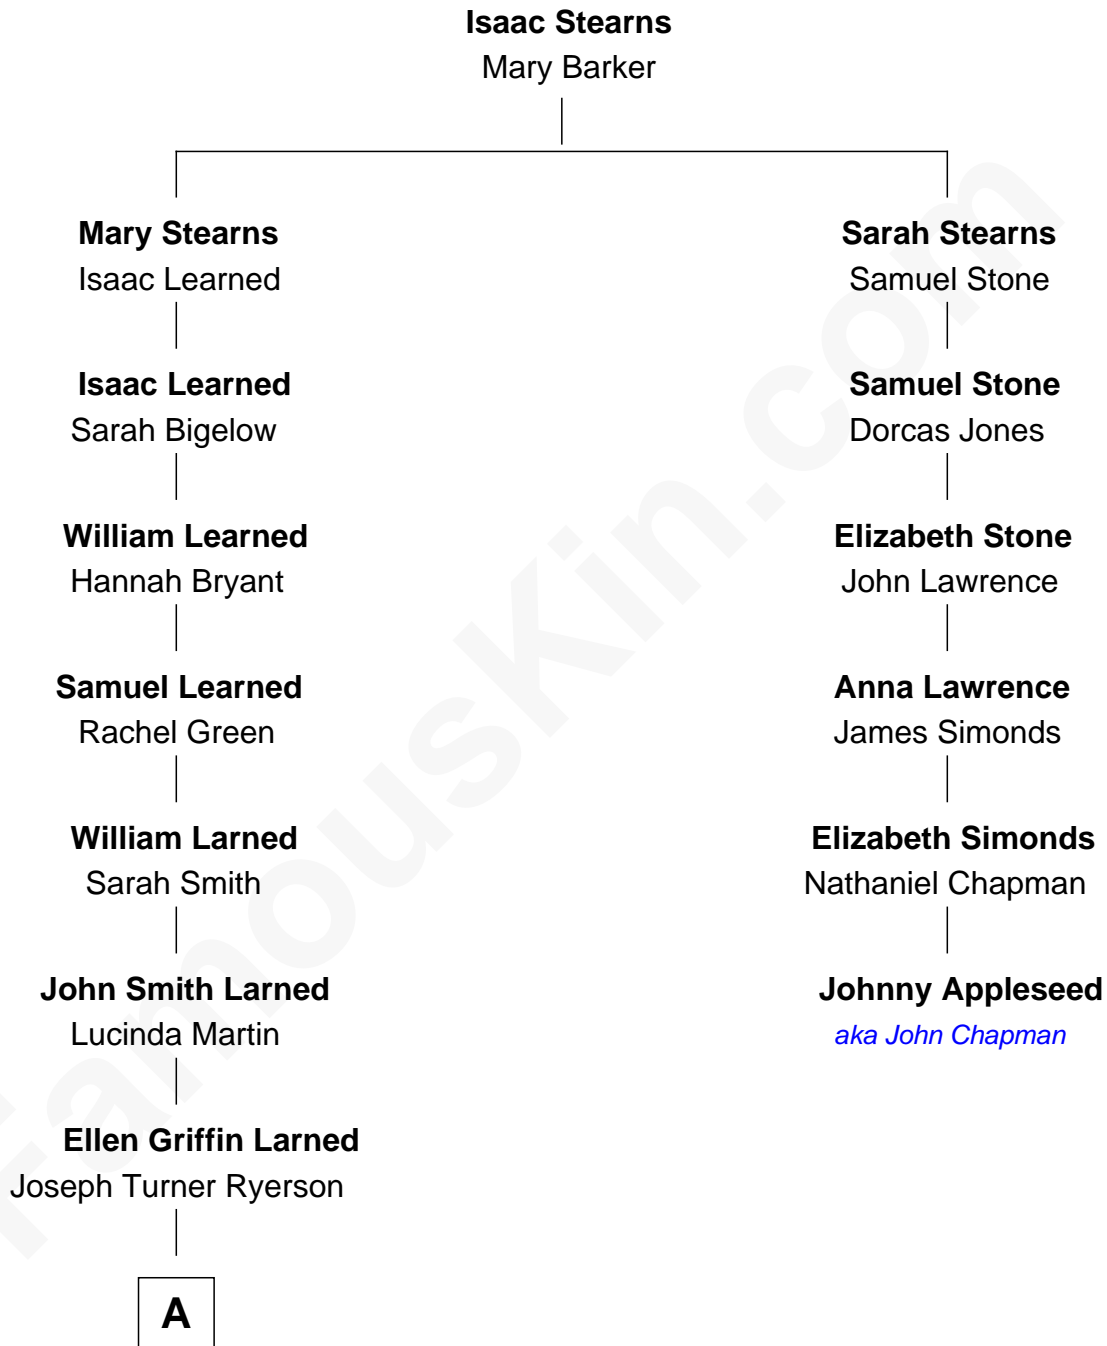 Isaac Stearns
Mary Barker
Mary Stearns
Isaac Learned
Sarah Stearns
Samuel Stone
Isaac Learned
Sarah Bigelow
Samuel Stone
Dorcas Jones
William Learned
Hannah Bryant
Elizabeth Stone
John Lawrence
Samuel Learned
Rachel Green
Anna Lawrence
James Simonds
William Larned
Sarah Smith
Elizabeth Simonds
Nathaniel Chapman
John Smith Larned
Lucinda Martin
Johnny Appleseed
aka John Chapman
Ellen Griffin Larned
Joseph Turner Ryerson
A
FamousKin.com